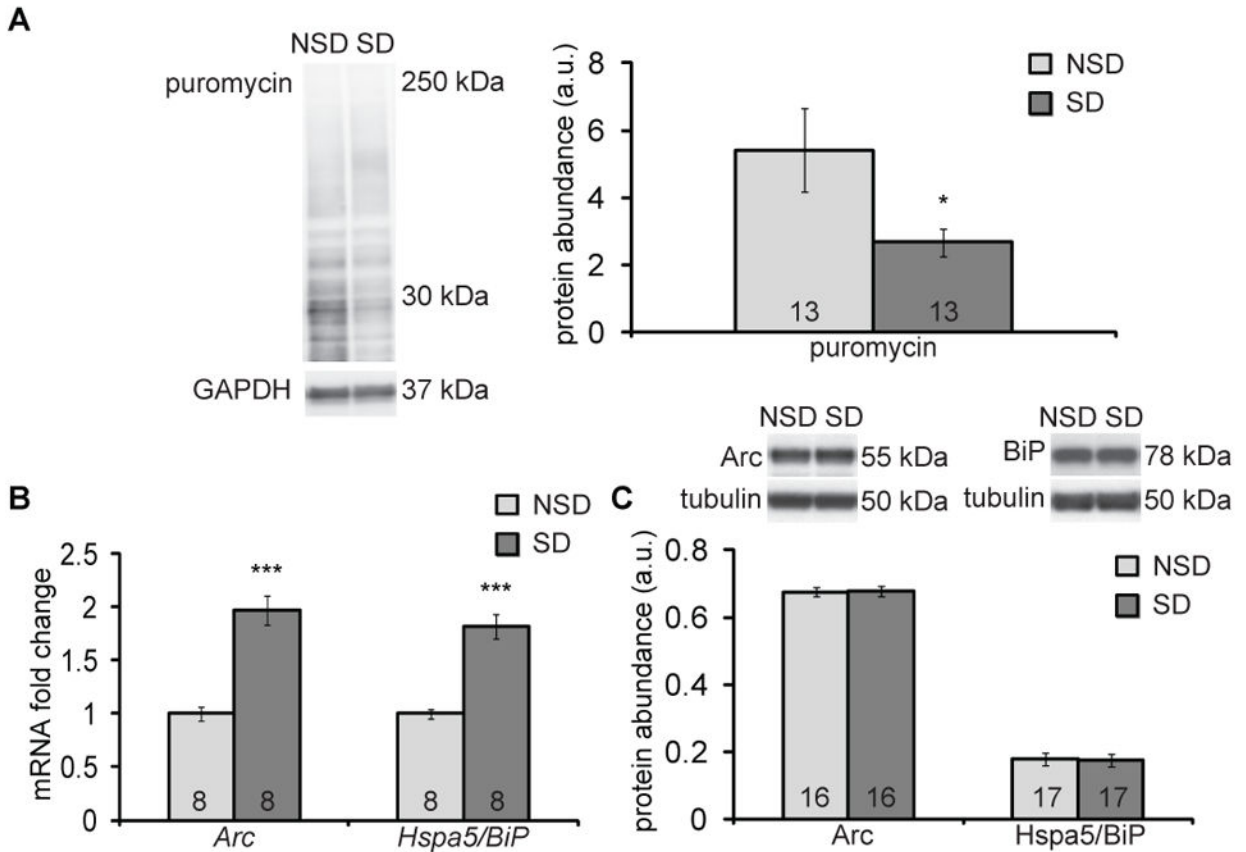 A
NSD SD
puromycin
250 kDa
30 kDa
GAPDH
37 kDa
protein abundance (a.u.)
8
6
4
2
0
NSD
SD
*
13
13
puromycin
B
NSD
SD
mRNA fold change
2.5
2
1.5
1
0.5
0
***
***
8
8
8
8
Arc
Hspa5/BiP
C
NSD SD
Arc
55 kDa
tubulin
50 kDa
NSD SD
BiP
78 kDa
tubulin
50 kDa
protein abundance (a.u.)
0.8
0.6
0.4
0.2
0
NSD
SD
16
16
17
17
Arc
Hspa5/BiP